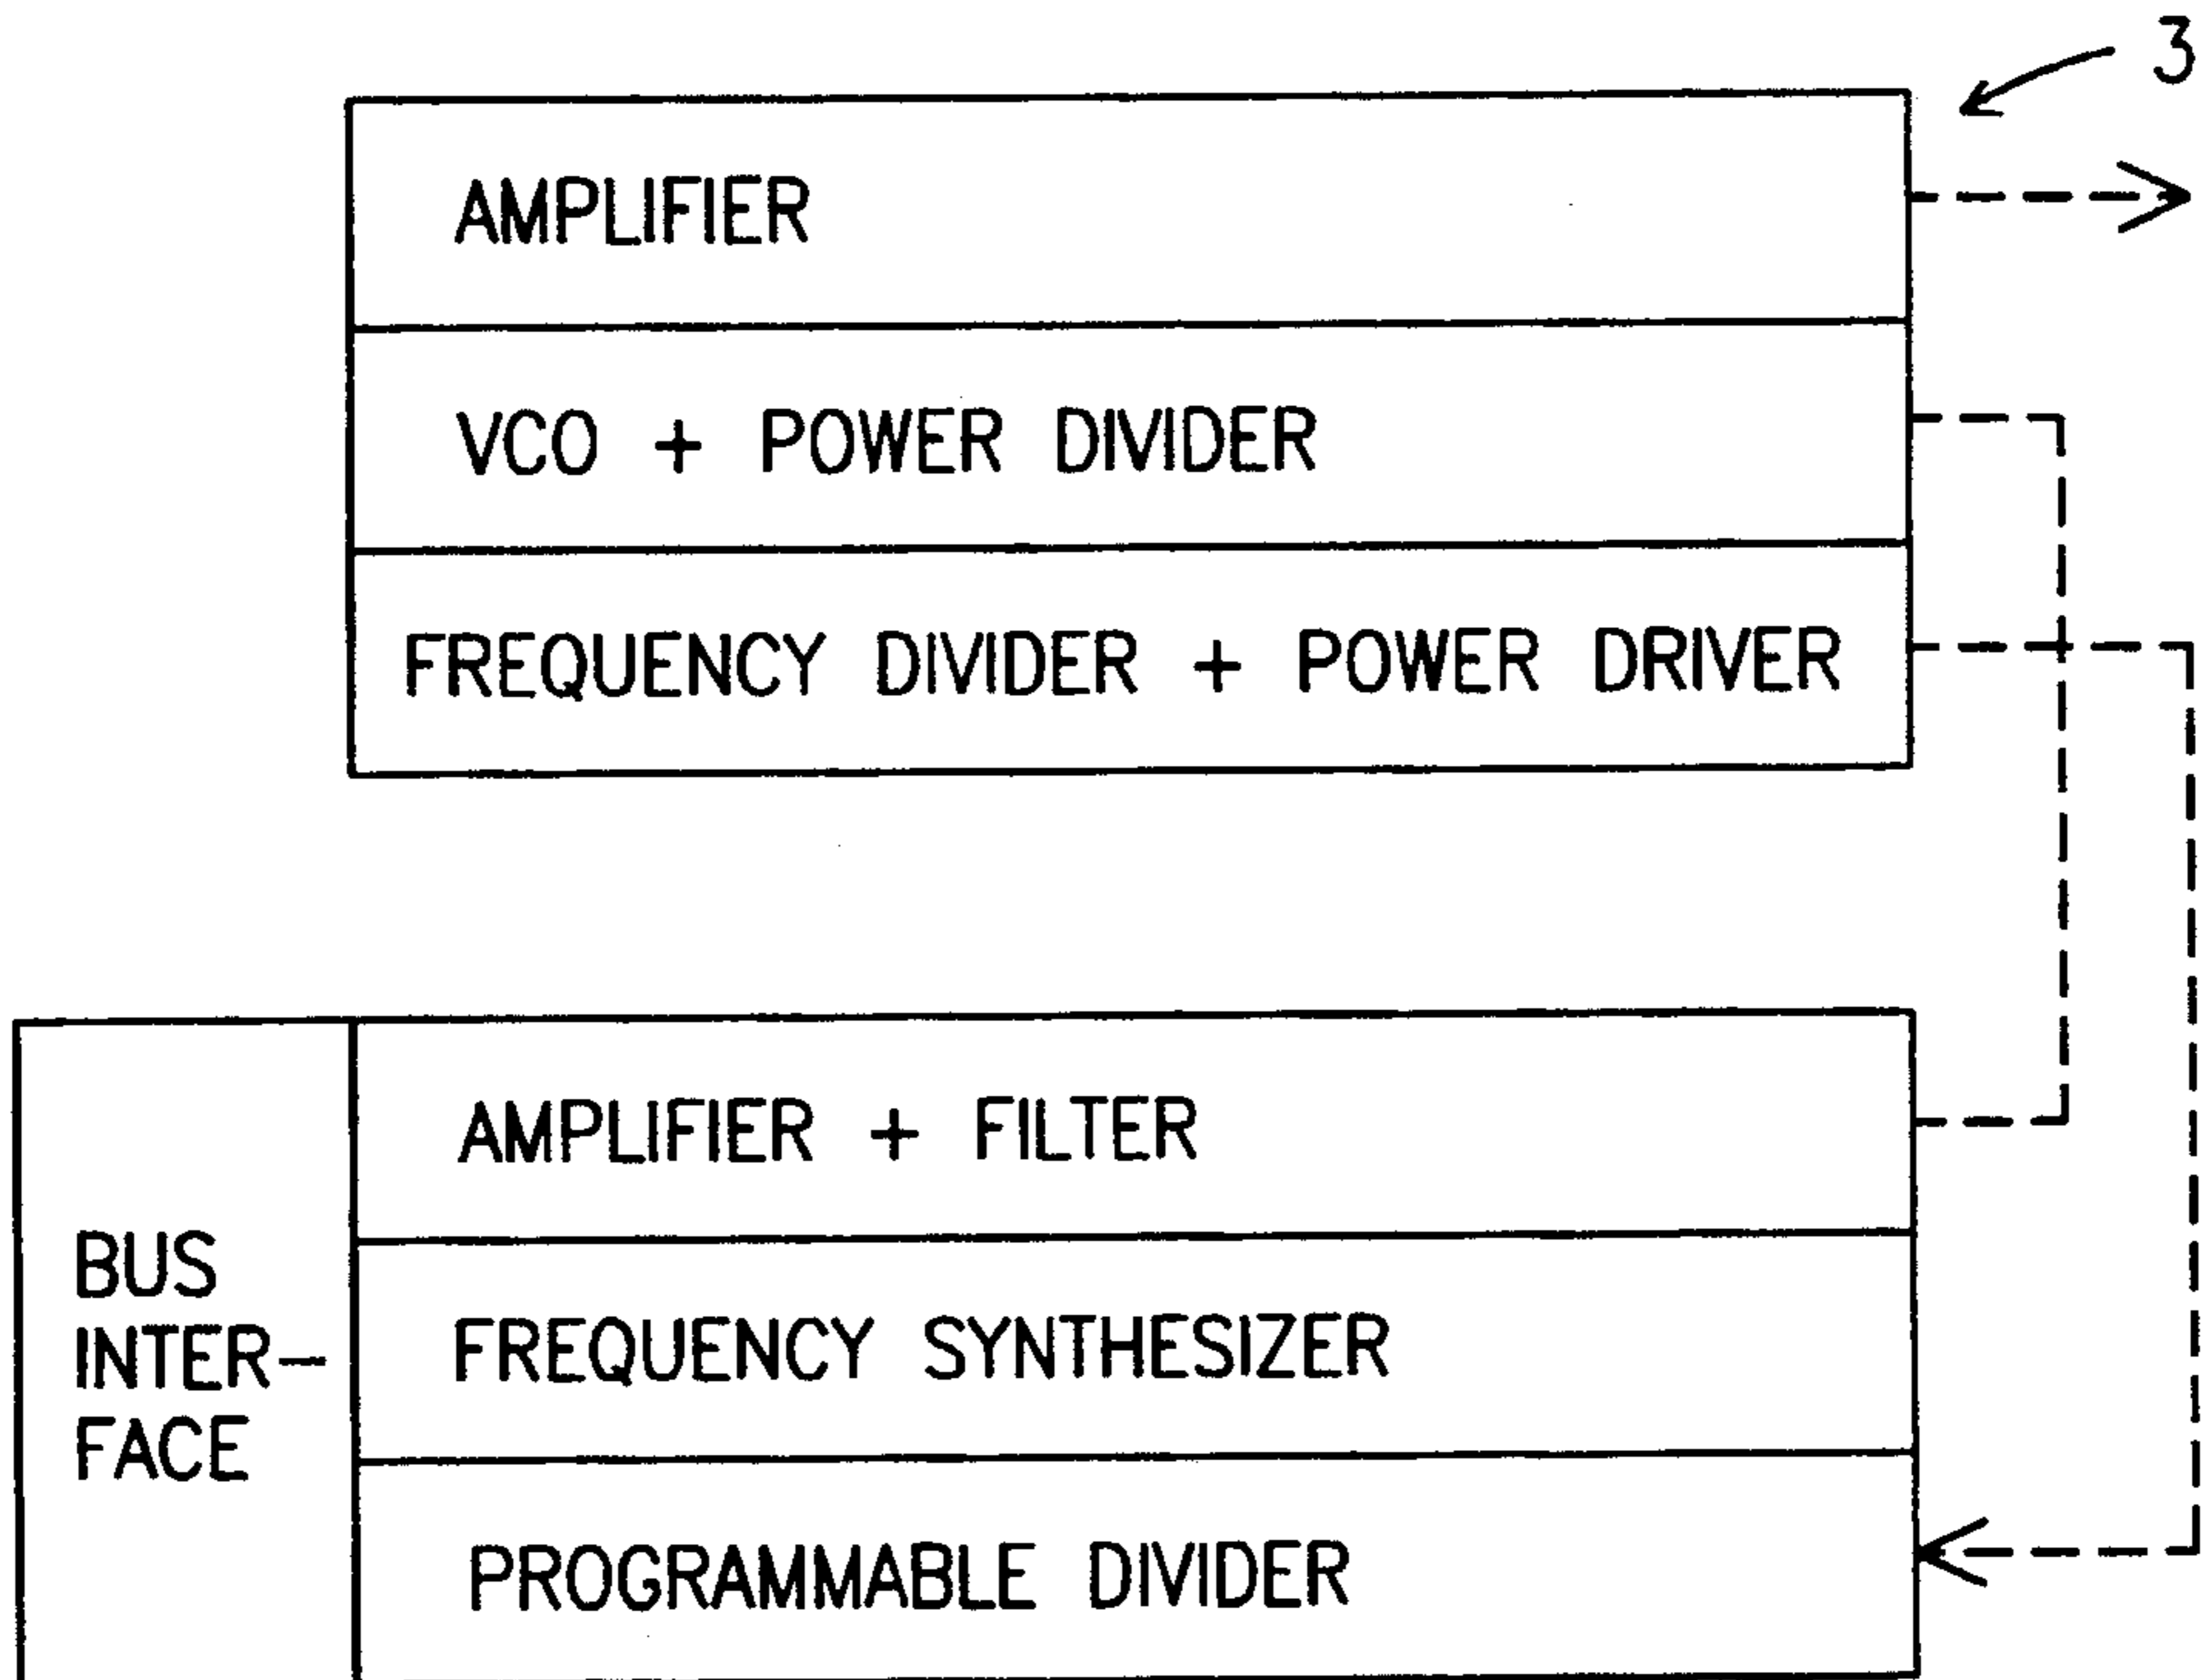 3
AMPLIFIER
VCO + POWER DIVIDER
FREQUENCY DIVIDER + POWER DRIVER
AMPLIFIER + FILTER
BUS
INTER-
FACE
FREQUENCY SYNTHESIZER
PROGRAMMABLE DIVIDER